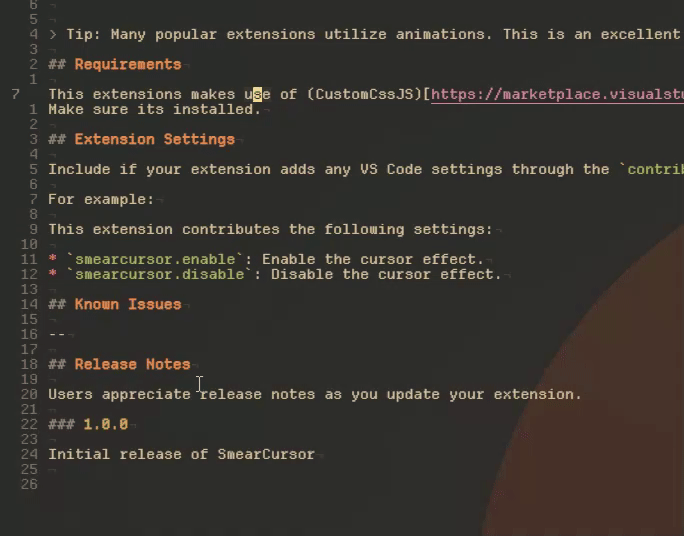 6
5
4 > Tip: Many popular extensions utilize animations. This is an excellent
3
2 ## Requirements
1
7 This extensions makes use of (CustomCssJS)[https://marketplace.visualstu
1 Make sure its installed.
2
3 ## Extension Settings
4
5 Include if your extension adds any VS Code settings through the `contrib
6
7 For example:
8
9 This extension contributes the following settings:
10
11 * `smearcursor.enable`: Enable the cursor effect.
12 * `smearcursor.disable`: Disable the cursor effect.
13
14 ## Known Issues
15
16 --
17
18 ## Release Notes
19
20 Users appreciate release notes as you update your extension.
21
22 ### 1.0.0
23
24 Initial release of SmearCursor
25
26